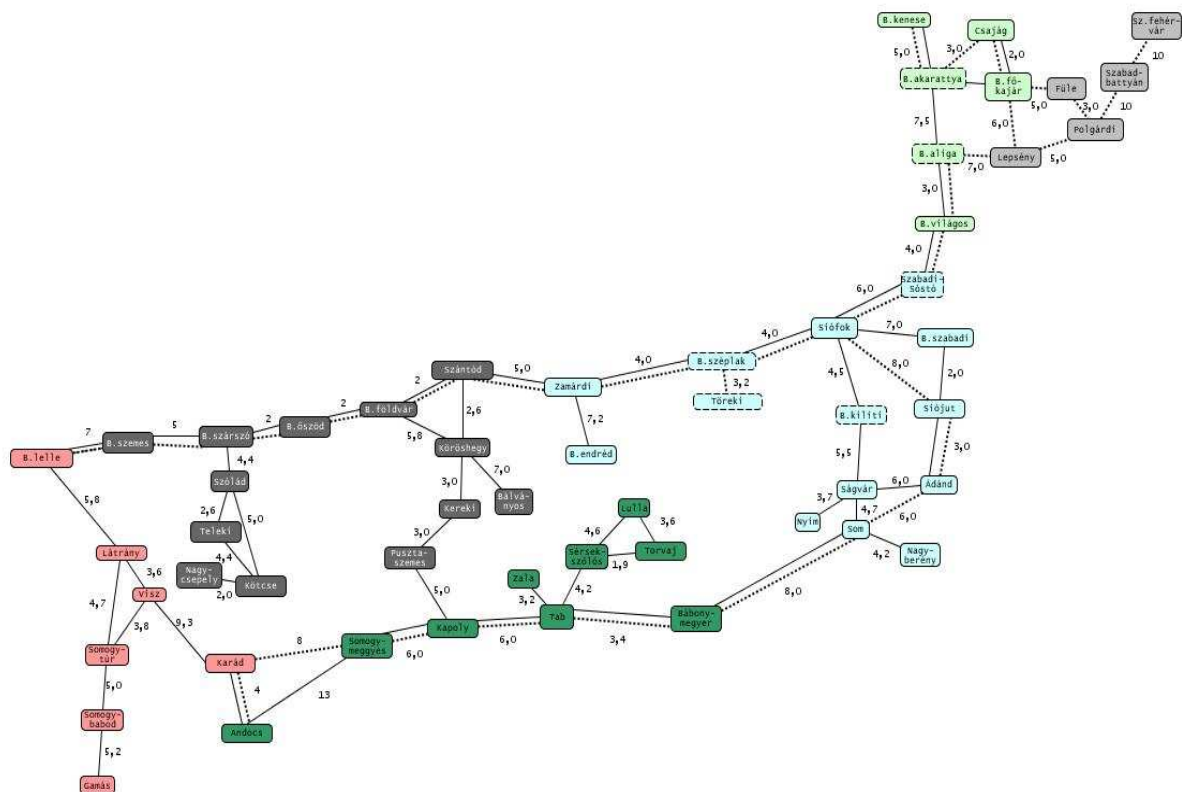 B.kenese
Csajág
Sz.fehér-
vár
5,0
3,0
2,0
10
B.akarattya
B.fő-
kajár
Füle
Szabad-
battyán
5,0
3,0
10
7,5
6,0
Polgárdi
B.aliga
Lepsény
7,0
5,0
3,0
B.világos
4,0
Szabadi-
Sóstó
6,0
Siófok
7,0
B.szabadi
4,0
B.széplak
4,0
8,0
4,5
Szántód
5,0
Zamárdi
3,2
Töreki
2,0
2
B.földvár
2,6
7,2
B.kiliti
Siójut
2
B.őszöd
2
5,8
5
B.szárszó
7
B.szemes
B.lelle
Kőröshegy
B.endréd
5,5
3,0
4,4
Szólád
3,0
7,0
Bálvá-
nyos
Kereki
Ságvár
6,0
Ádánd
5,8
2,6
5,0
Teleki
3,7
Nyim
4,7
6,0
Lulla
Som
4,6
3,6
3,0
4,2
Nagy-
berény
Látrány
4,4
Puszta-
szemes
Sérsek-
szőlős
Torvaj
1,9
3,6
Nagy-
csepely
2,0
Kötcse
Zala
4,2
5,0
3,2
8,0
4,7
Visz
3,8
9,3
Tab
Bábony-
megyer
Kapoly
6,0
3,4
Somogy-
meggyes
6,0
8
Somogy-
túr
Karád
5,0
4
13
Somogy-
babod
Andocs
5,2
Gamás